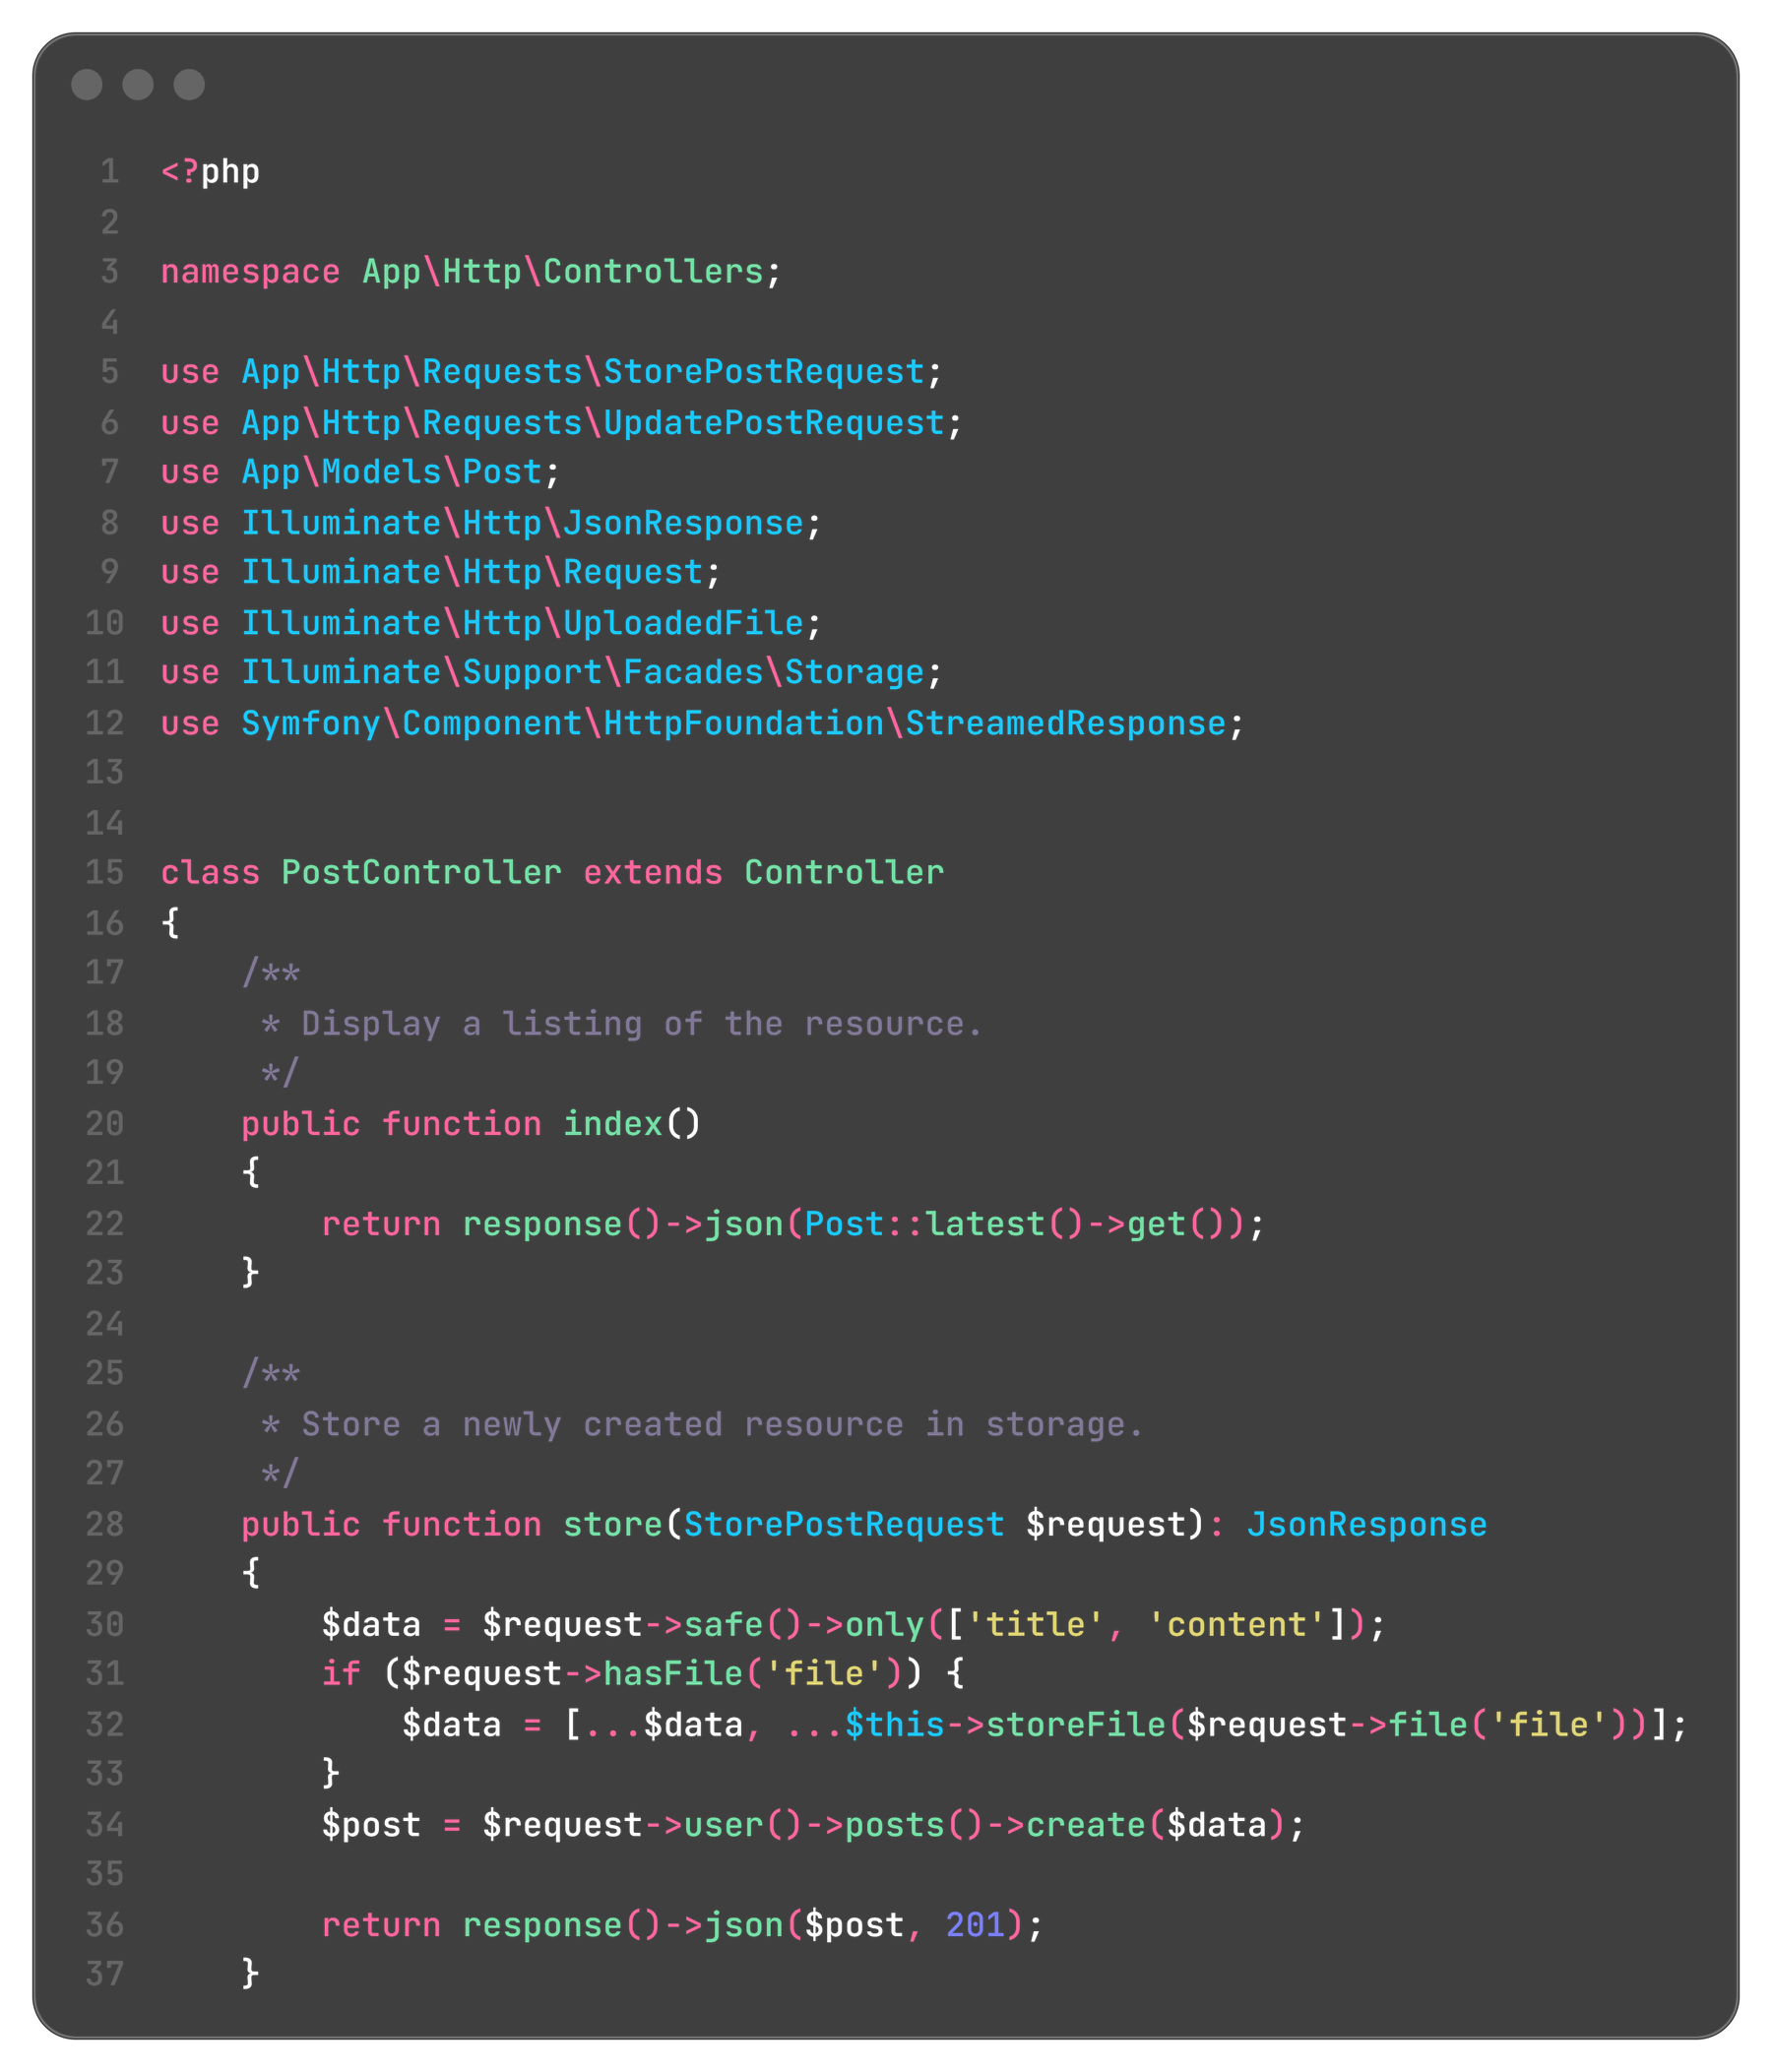 1 <?php
2
3 namespace App\Http\Controllers;
4
5 use App\Http\Requests\StorePostRequest;
6 use App\Http\Requests\UpdatePostRequest;
7 use App\Models\Post;
8 use Illuminate\Http\JsonResponse;
9 use Illuminate\Http\Request;
10 use Illuminate\Http\UploadedFile;
11 use Illuminate\Support\Facades\Storage;
12 use Symfony\Component\HttpFoundation\StreamedResponse;
13
14
15 class PostController extends Controller
16 {
17     /**
18      * Display a listing of the resource.
19      */
20     public function index()
21     {
22         return response()->json(Post::latest()->get());
23     }
24
25     /**
26      * Store a newly created resource in storage.
27      */
28     public function store(StorePostRequest $request): JsonResponse
29     {
30         $data = $request->safe()->only(['title', 'content']);
31         if ($request->hasFile('file')) {
32             $data = [...$data, ...$this->storeFile($request->file('file'))];
33         }
34         $post = $request->user()->posts()->create($data);
35
36         return response()->json($post, 201);
37     }